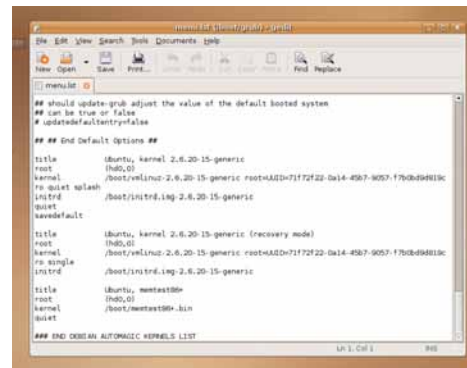 menu.lst (/boot/grub) - gedit
File Edit View Search Tools Documents Help
New Open Save Print... Undo Redo Cut Copy Paste Find Replace
menu.lst
## should update-grub adjust the value of the default booted system
## can be true or false
# updatedefaultentry=false
## ## End Default Options ##
title Ubuntu, kernel 2.6.20-15-generic
root (hd0,0)
kernel /boot/vmlinuz-2.6.20-15-generic root=UUID=71f72f22-0a14-45b7-9057-f7b0bd9d819c
ro quiet splash
initrd /boot/initrd.img-2.6.20-15-generic
quiet
savedefault
title Ubuntu, kernel 2.6.20-15-generic (recovery mode)
root (hd0,0)
kernel /boot/vmlinuz-2.6.20-15-generic root=UUID=71f72f22-0a14-45b7-9057-f7b0bd9d819c
ro single
initrd /boot/initrd.img-2.6.20-15-generic
title Ubuntu, memtest86+
root (hd0,0)
kernel /boot/memtest86+.bin
quiet
### END DEBIAN AUTOMAGIC KERNELS LIST
Ln 1, Col 1 INS